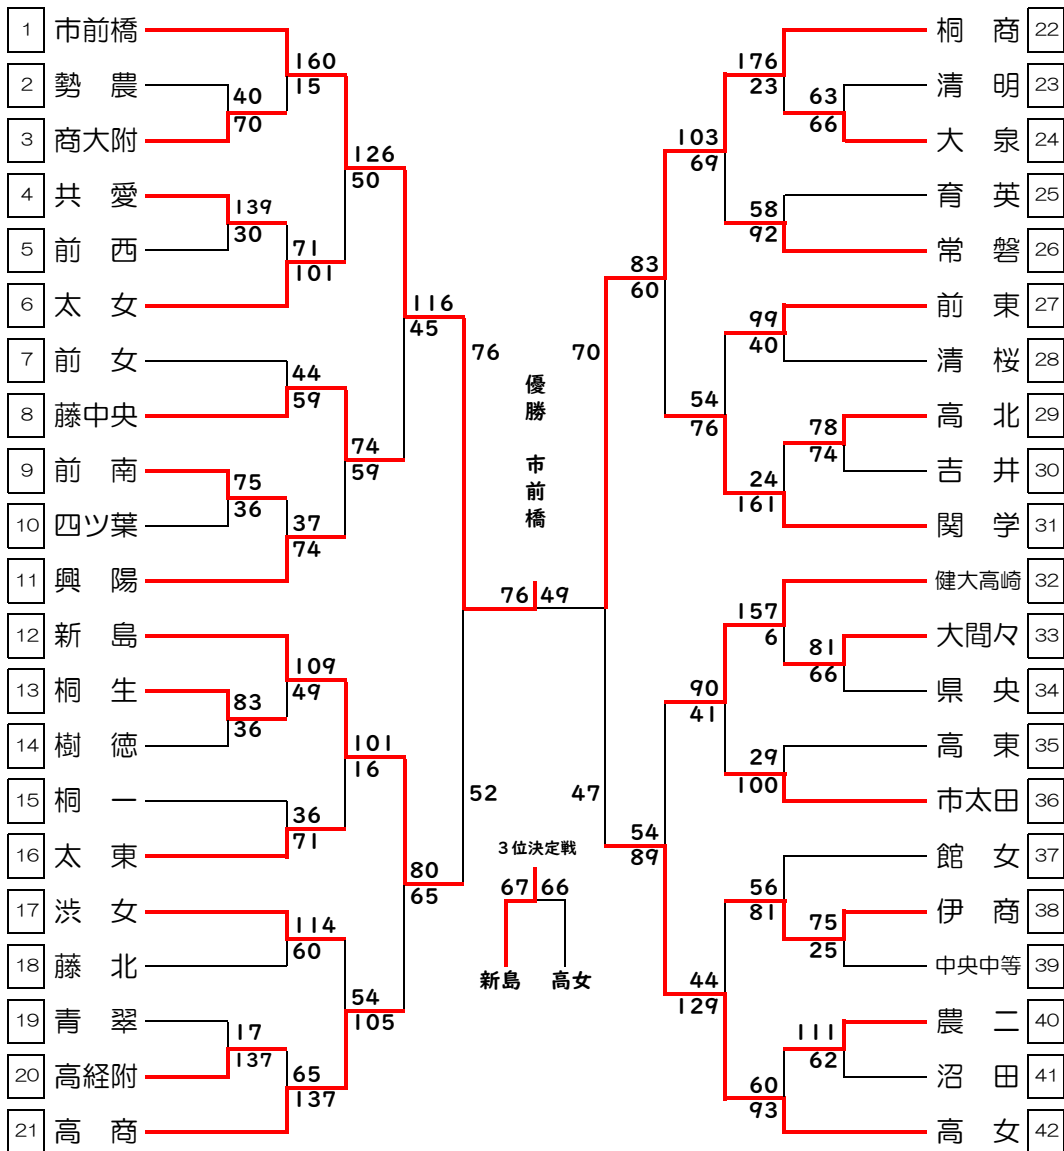 1 市前橋
2 勢 農
3 商大附
4 共 愛
5 前 西
6 太 女
7 前 女
8 藤中央
9 前 南
10 四ツ葉
11 興 陽
12 新 島
13 桐 生
14 樹 徳
15 桐 一
16 太 東
17 渋 女
18 藤 北
19 青 翠
20 高経附
21 高 商
40
70
139
30
75
36
83
36
17
137
160
15
71
101
44
59
37
74
109
49
36
71
114
60
65
137
126
50
74
59
101
16
54
105
116
45
80
65
76
52
優勝 市前橋
76 49
3位決定戦
67 66
新島 高女
70
47
83
60
54
89
103
69
54
76
90
41
44
129
176
23
58
92
99
40
24
161
157
6
29
100
56
81
60
93
63
66
78
74
81
66
75
25
111
62
桐 商 22
清 明 23
大 泉 24
育 英 25
常 磐 26
前 東 27
清 桜 28
高 北 29
吉 井 30
関 学 31
健大高崎 32
大間々 33
県 央 34
高 東 35
市太田 36
館 女 37
伊 商 38
中央中等 39
農 二 40
沼 田 41
高 女 42